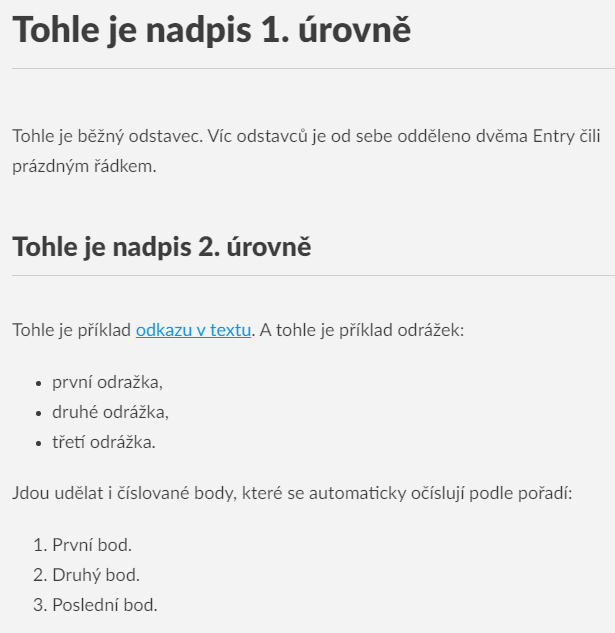 Tohle je nadpis 1. úrovně
Tohle je běžný odstavec. Víc odstavců je od sebe odděleno dvěma Entry čili
prázdným řádkem.
Tohle je nadpis 2. úrovně
Tohle je příklad odkazu v textu. A tohle je příklad odrážek:
• první odražka,
• druhé odrážka,
• třetí odrážka.
Jdou udělat i číslované body, které se automaticky očíslují podle pořadí:
1. První bod.
2. Druhý bod.
3. Poslední bod.